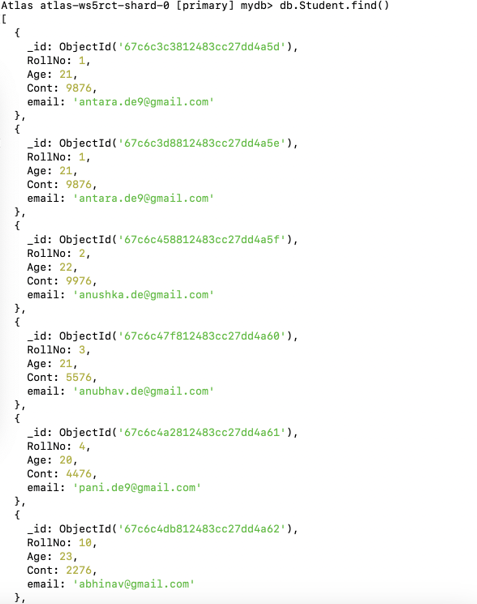 Atlas atlas-ws5rct-shard-0 [primary] mydb> db.Student.find()
[
  {
    _id: ObjectId('67c6c3c3812483cc27dd4a5d'),
    RollNo: 1,
    Age: 21,
    Cont: 9876,
    email: 'antara.de9@gmail.com'
  },
  {
    _id: ObjectId('67c6c3d8812483cc27dd4a5e'),
    RollNo: 1,
    Age: 21,
    Cont: 9876,
    email: 'antara.de9@gmail.com'
  },
  {
    _id: ObjectId('67c6c458812483cc27dd4a5f'),
    RollNo: 2,
    Age: 22,
    Cont: 9976,
    email: 'anushka.de@gmail.com'
  },
  {
    _id: ObjectId('67c6c47f812483cc27dd4a60'),
    RollNo: 3,
    Age: 21,
    Cont: 5576,
    email: 'anubhav.de@gmail.com'
  },
  {
    _id: ObjectId('67c6c4a2812483cc27dd4a61'),
    RollNo: 4,
    Age: 20,
    Cont: 4476,
    email: 'pani.de9@gmail.com'
  },
  {
    _id: ObjectId('67c6c4db812483cc27dd4a62'),
    RollNo: 10,
    Age: 23,
    Cont: 2276,
    email: 'abhinav@gmail.com'
  },